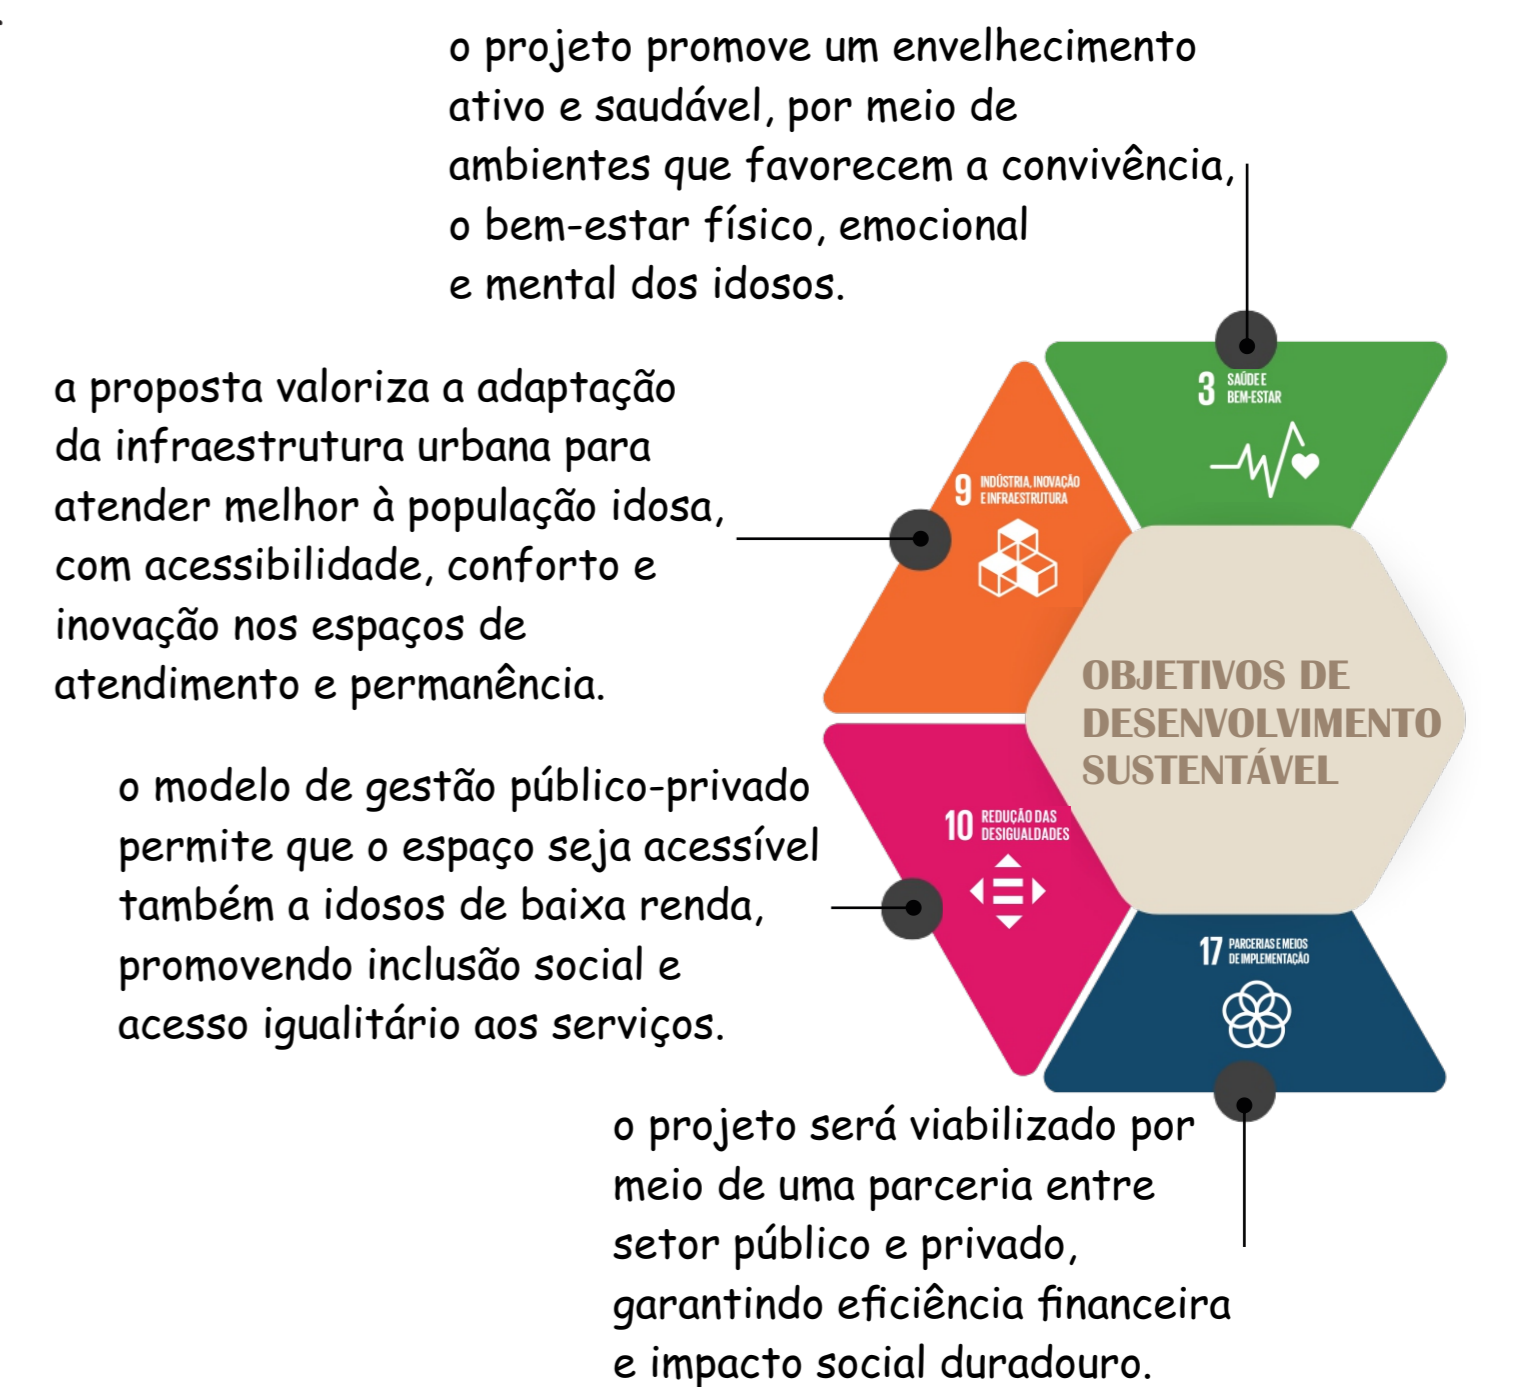 o projeto promove um envelhecimento
ativo e saudável, por meio de
ambientes que favorecem a convivência,
o bem-estar físico, emocional
e mental dos idosos.
3 SAÚDE E
BEM-ESTAR
a proposta valoriza a adaptação
da infraestrutura urbana para
atender melhor à população idosa,
com acessibilidade, conforto e
inovação nos espaços de
atendimento e permanência.
9 INDÚSTRIA, INOVAÇÃO
E INFRAESTRUTURA
OBJETIVOS DE
DESENVOLVIMENTO
SUSTENTÁVEL
o modelo de gestão público-privado
permite que o espaço seja acessível
também a idosos de baixa renda,
promovendo inclusão social e
acesso igualitário aos serviços.
10 REDUÇÃO DAS
DESIGUALDADES
17 PARCERIAS E MEIOS
DE IMPLEMENTAÇÃO
o projeto será viabilizado por
meio de uma parceria entre
setor público e privado,
garantindo eficiência financeira
e impacto social duradouro.